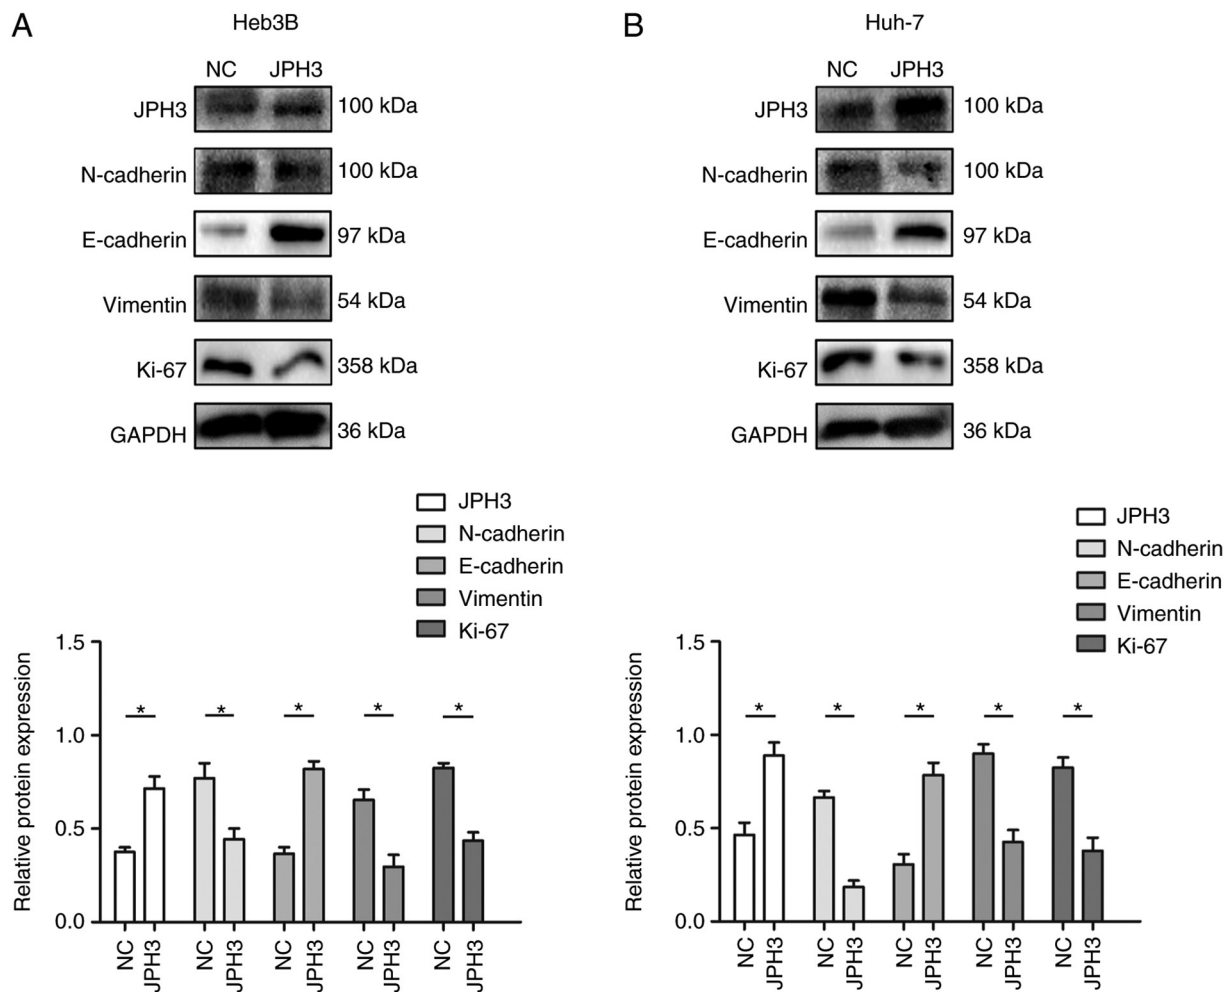 A
Heb3B
NC JPH3
JPH3 100 kDa
N-cadherin 100 kDa
E-cadherin 97 kDa
Vimentin 54 kDa
Ki-67 358 kDa
GAPDH 36 kDa
JPH3
N-cadherin
E-cadherin
Vimentin
Ki-67
Relative protein expression
1.5
1.0
0.5
0.0
* * * * *
NC JPH3 NC JPH3 NC JPH3 NC JPH3 NC JPH3
B
Huh-7
NC JPH3
JPH3 100 kDa
N-cadherin 100 kDa
E-cadherin 97 kDa
Vimentin 54 kDa
Ki-67 358 kDa
GAPDH 36 kDa
JPH3
N-cadherin
E-cadherin
Vimentin
Ki-67
Relative protein expression
1.5
1.0
0.5
0.0
* * * * *
NC JPH3 NC JPH3 NC JPH3 NC JPH3 NC JPH3